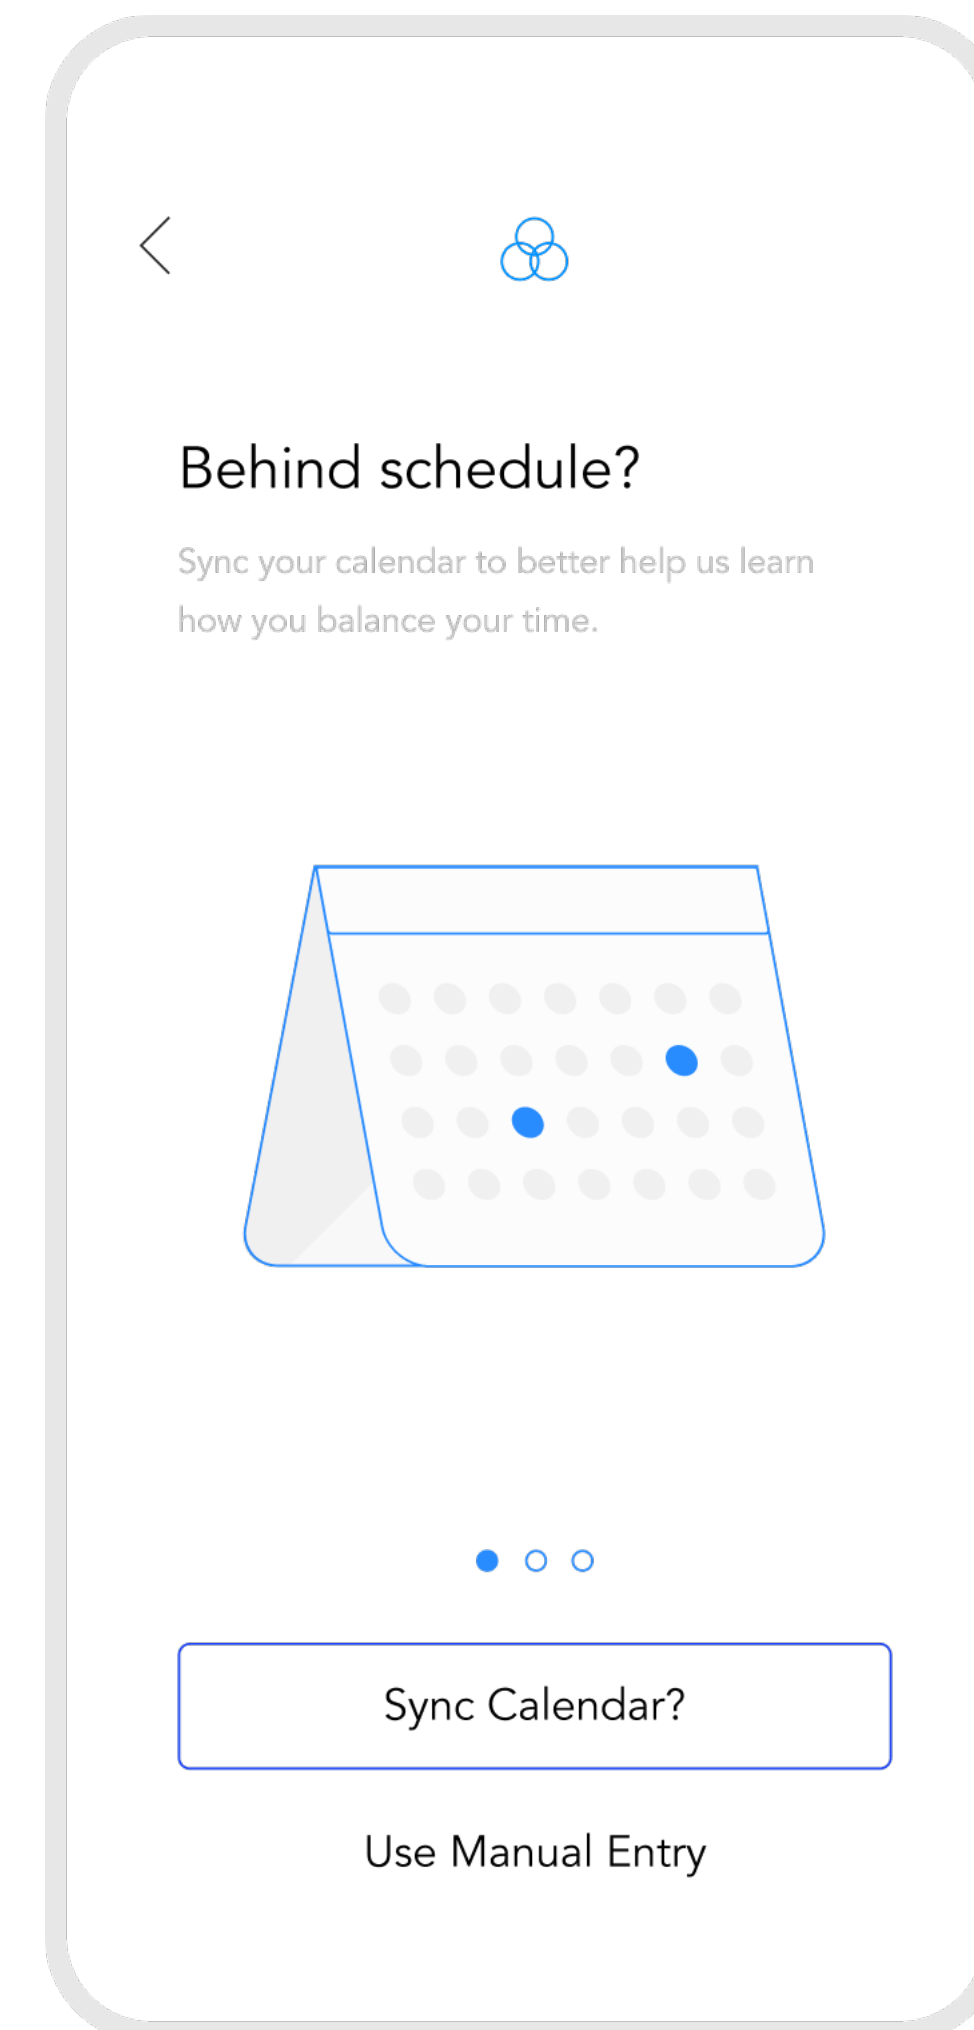 Behind schedule?
Sync your calendar to better help us learn
how you balance your time.
Sync Calendar?
Use Manual Entry